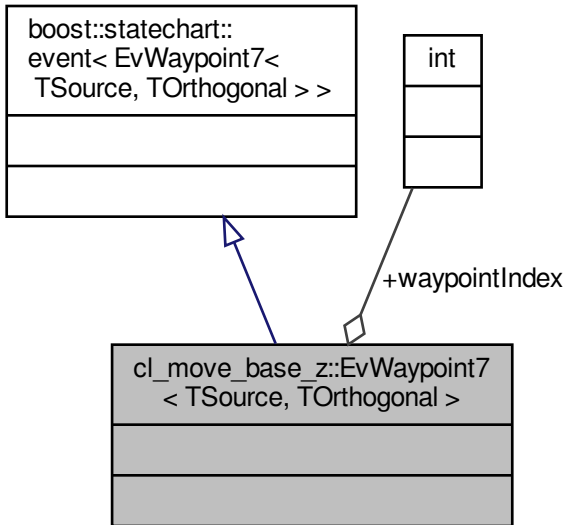 boost::statechart::
event< EvWaypoint7<
TSource, TOrthogonal > >
int
+waypointIndex
cl_move_base_z::EvWaypoint7
< TSource, TOrthogonal >